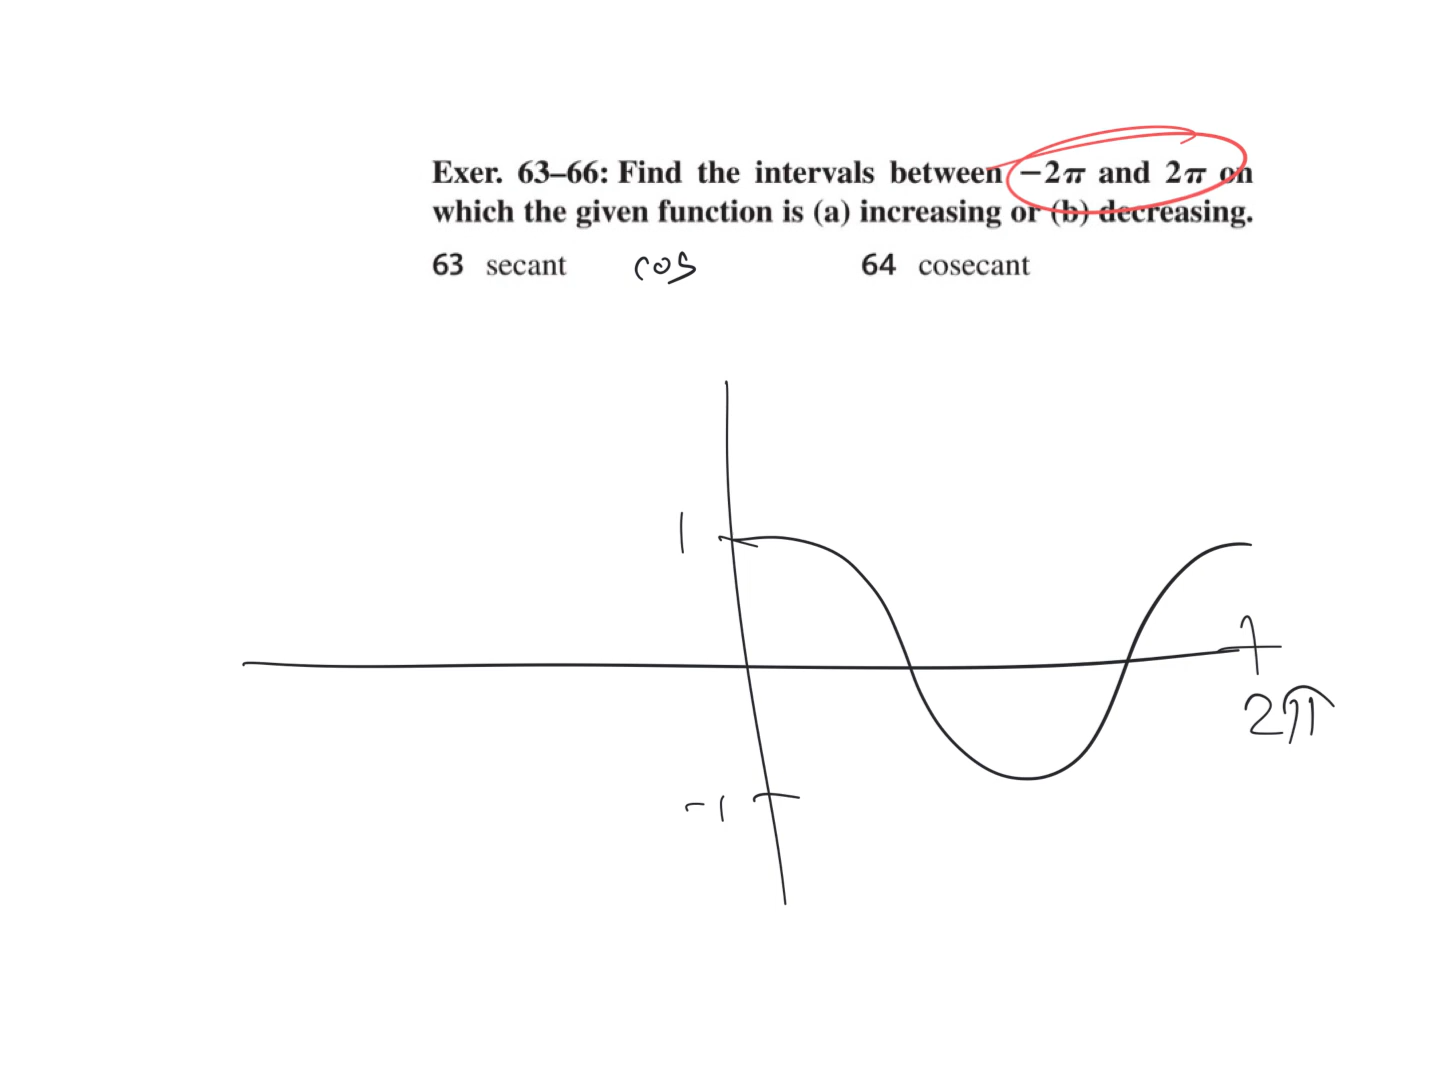 Exer. 63–66: Find the intervals between −2π and 2π on
which the given function is (a) increasing or (b) decreasing.
63 secant cos 64 cosecant
1
2π
-1